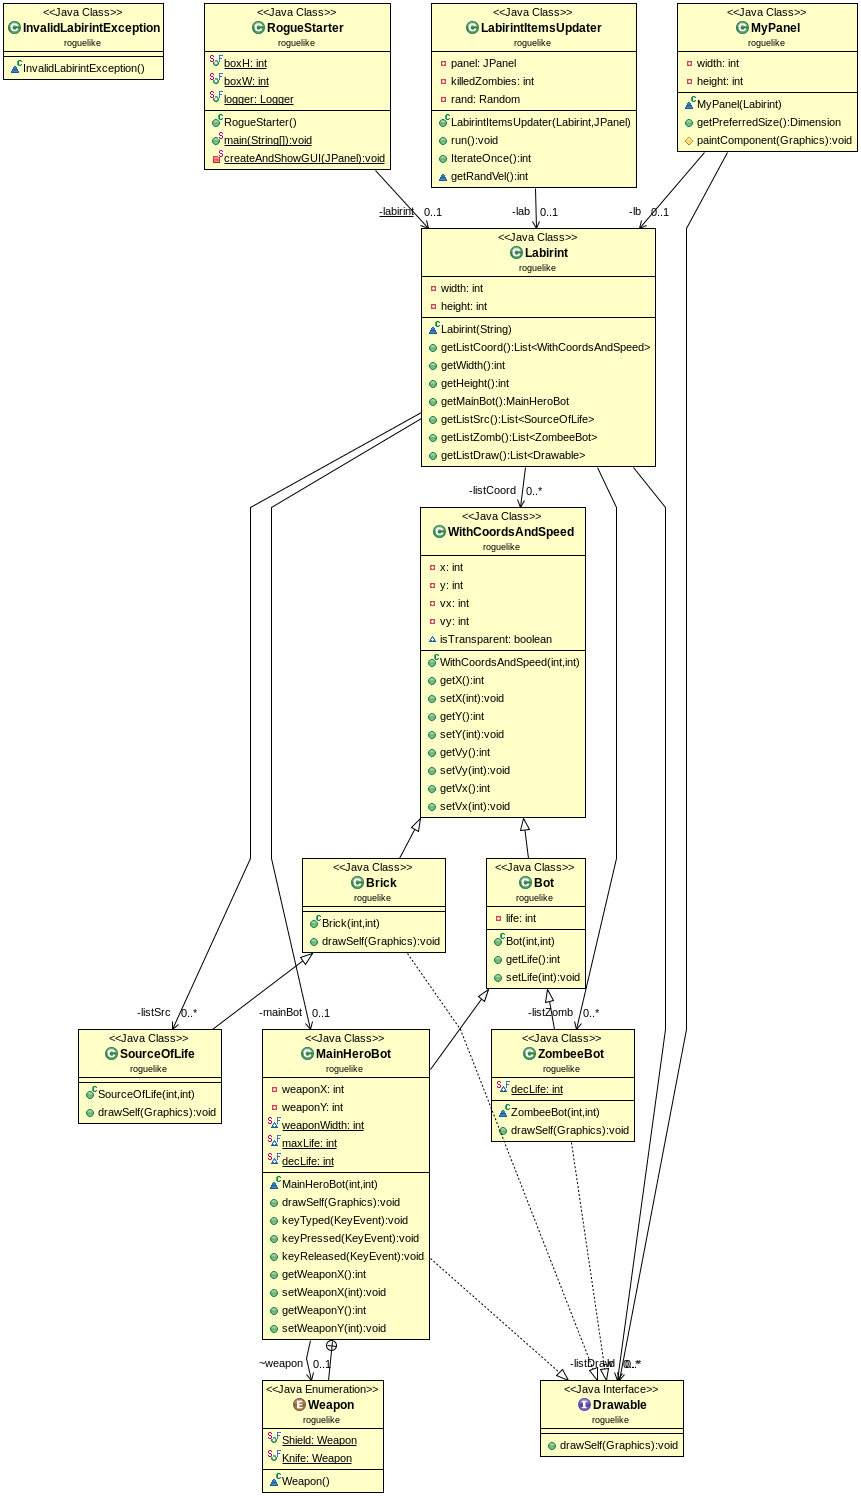 <<Java Class>>
InvalidLabirintException
roguelike
InvalidLabirintException()
<<Java Class>>
RogueStarter
roguelike
boxH: int
boxW: int
logger: Logger
RogueStarter()
main(String[]):void
createAndShowGUI(JPanel):void
<<Java Class>>
LabirintItemsUpdater
roguelike
panel: JPanel
killedZombies: int
rand: Random
LabirintItemsUpdater(Labirint,JPanel)
run():void
IterateOnce():int
getRandVel():int
<<Java Class>>
MyPanel
roguelike
width: int
height: int
MyPanel(Labirint)
getPreferredSize():Dimension
paintComponent(Graphics):void
-labirint 0..1
-lab 0..1
-lb 0..1
<<Java Class>>
Labirint
roguelike
width: int
height: int
Labirint(String)
getListCoord():List<WithCoordsAndSpeed>
getWidth():int
getHeight():int
getMainBot():MainHeroBot
getListSrc():List<SourceOfLife>
getListZomb():List<ZombeeBot>
getListDraw():List<Drawable>
-listCoord 0..*
<<Java Class>>
WithCoordsAndSpeed
roguelike
x: int
y: int
vx: int
vy: int
isTransparent: boolean
WithCoordsAndSpeed(int,int)
getX():int
setX(int):void
getY():int
setY(int):void
getVy():int
setVy(int):void
getVx():int
setVx(int):void
<<Java Class>>
Brick
roguelike
Brick(int,int)
drawSelf(Graphics):void
<<Java Class>>
Bot
roguelike
life: int
Bot(int,int)
getLife():int
setLife(int):void
-listSrc 0..*
-mainBot 0..1
-listZomb 0..*
<<Java Class>>
SourceOfLife
roguelike
SourceOfLife(int,int)
drawSelf(Graphics):void
<<Java Class>>
MainHeroBot
roguelike
weaponX: int
weaponY: int
weaponWidth: int
maxLife: int
decLife: int
MainHeroBot(int,int)
drawSelf(Graphics):void
keyTyped(KeyEvent):void
keyPressed(KeyEvent):void
keyReleased(KeyEvent):void
getWeaponX():int
setWeaponX(int):void
getWeaponY():int
setWeaponY(int):void
<<Java Class>>
ZombeeBot
roguelike
decLife: int
ZombeeBot(int,int)
drawSelf(Graphics):void
~weapon 0..1
-listDraw 0..*
<<Java Enumeration>>
Weapon
roguelike
Shield: Weapon
Knife: Weapon
Weapon()
<<Java Interface>>
Drawable
roguelike
drawSelf(Graphics):void